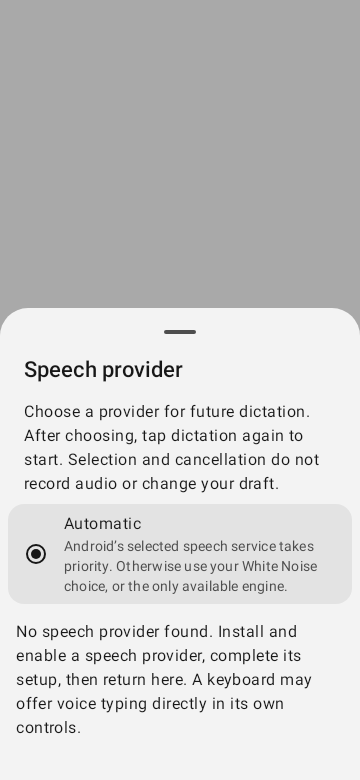 Speech provider
Choose a provider for future dictation.
After choosing, tap dictation again to
start. Selection and cancellation do not
record audio or change your draft.
Automatic
Android’s selected speech service takes
priority. Otherwise use your White Noise
choice, or the only available engine.
No speech provider found. Install and
enable a speech provider, complete its
setup, then return here. A keyboard may
offer voice typing directly in its own
controls.